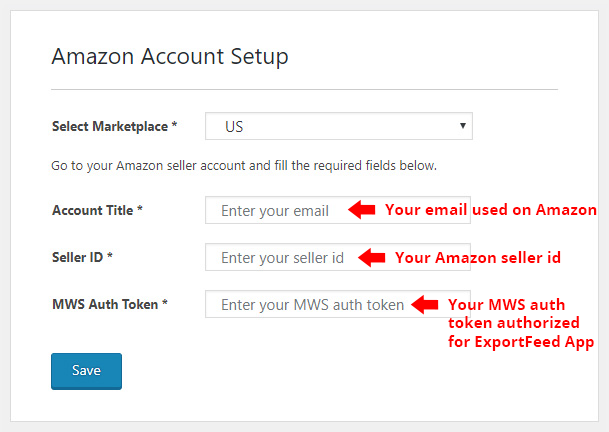 Amazon Account Setup
Select Marketplace *
US
Go to your Amazon seller account and fill the required fields below.
Account Title *
Enter your email
Your email used on Amazon
Seller ID *
Enter your seller id
Your Amazon seller id
MWS Auth Token *
Enter your MWS auth token
Your MWS auth
token authorized
for ExportFeed App
Save